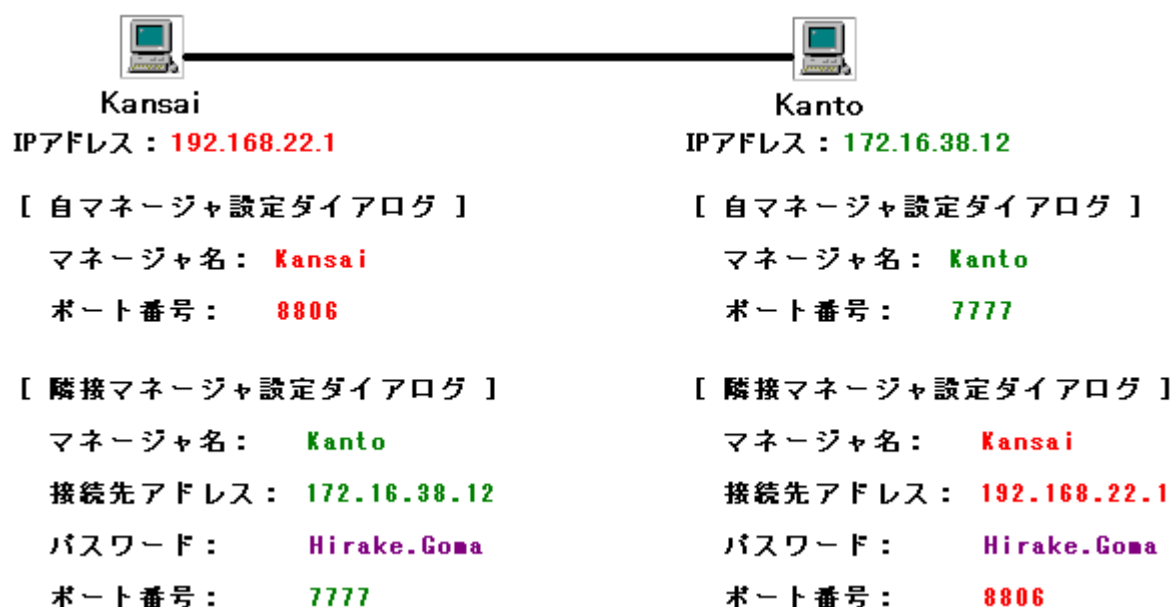 Kansai
IPアドレス：192.168.22.1
[ 自マネージャ設定ダイアログ ]
マネージャ名： Kansai
ポート番号： 8806
[ 隣接マネージャ設定ダイアログ ]
マネージャ名： Kanto
接続先アドレス： 172.16.38.12
パスワード： Hirake.Goma
ポート番号： 7777
Kanto
IPアドレス：172.16.38.12
[ 自マネージャ設定ダイアログ ]
マネージャ名： Kanto
ポート番号： 7777
[ 隣接マネージャ設定ダイアログ ]
マネージャ名： Kansai
接続先アドレス： 192.168.22.1
パスワード： Hirake.Goma
ポート番号： 8806